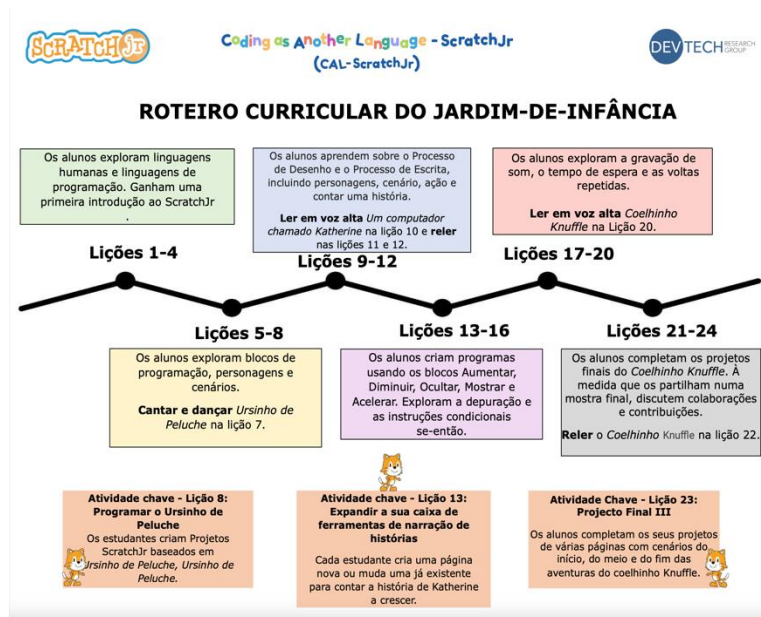 SCRATCH Jr
Coding as Another Language - ScratchJr
(CAL-ScratchJr)
DEVTECH RESEARCH
GROUP
ROTEIRO CURRICULAR DO JARDIM-DE-INFÂNCIA
Os alunos exploram linguagens
humanas e linguagens de
programação. Ganham uma
primeira introdução ao ScratchJr
.
Lições 1-4
Os alunos aprendem sobre o Processo
de Desenho e o Processo de Escrita,
incluindo personagens, cenário, ação e
contar uma história.
Ler em voz alta Um computador
chamado Katherine na lição 10 e reler
nas lições 11 e 12.
Lições 9-12
Os alunos exploram a gravação de
som, o tempo de espera e as voltas
repetidas.
Ler em voz alta Coelhinho
Knuffle na Lição 20.
Lições 17-20
Lições 5-8
Os alunos exploram blocos de
programação, personagens e
cenários.
Cantar e dançar Ursinho de
Peluche na lição 7.
Lições 13-16
Os alunos criam programas
usando os blocos Aumentar,
Diminuir, Ocultar, Mostrar e
Acelerar. Exploram a depuração e
as instruções condicionais
se-então.
Lições 21-24
Os alunos completam os projetos
finais do Coelhinho Knuffle. À
medida que os partilham numa
mostra final, discutem colaborações
e contribuições.
Reler o Coelhinho Knuffle na lição 22.
Atividade chave - Lição 8:
Programar o Ursinho de
Peluche
Os estudantes criam Projetos
ScratchJr baseados em
Ursinho de Peluche, Ursinho de
Peluche.
Atividade chave - Lição 13:
Expandir a sua caixa de
ferramentas de narração de
histórias
Cada estudante cria uma página
nova ou muda uma já existente
para contar a história de Katherine
a crescer.
Atividade Chave - Lição 23:
Projecto Final III
Os alunos completam os seus projetos
de várias páginas com cenários do
início, do meio e do fim das
aventuras do coelhinho Knuffle.